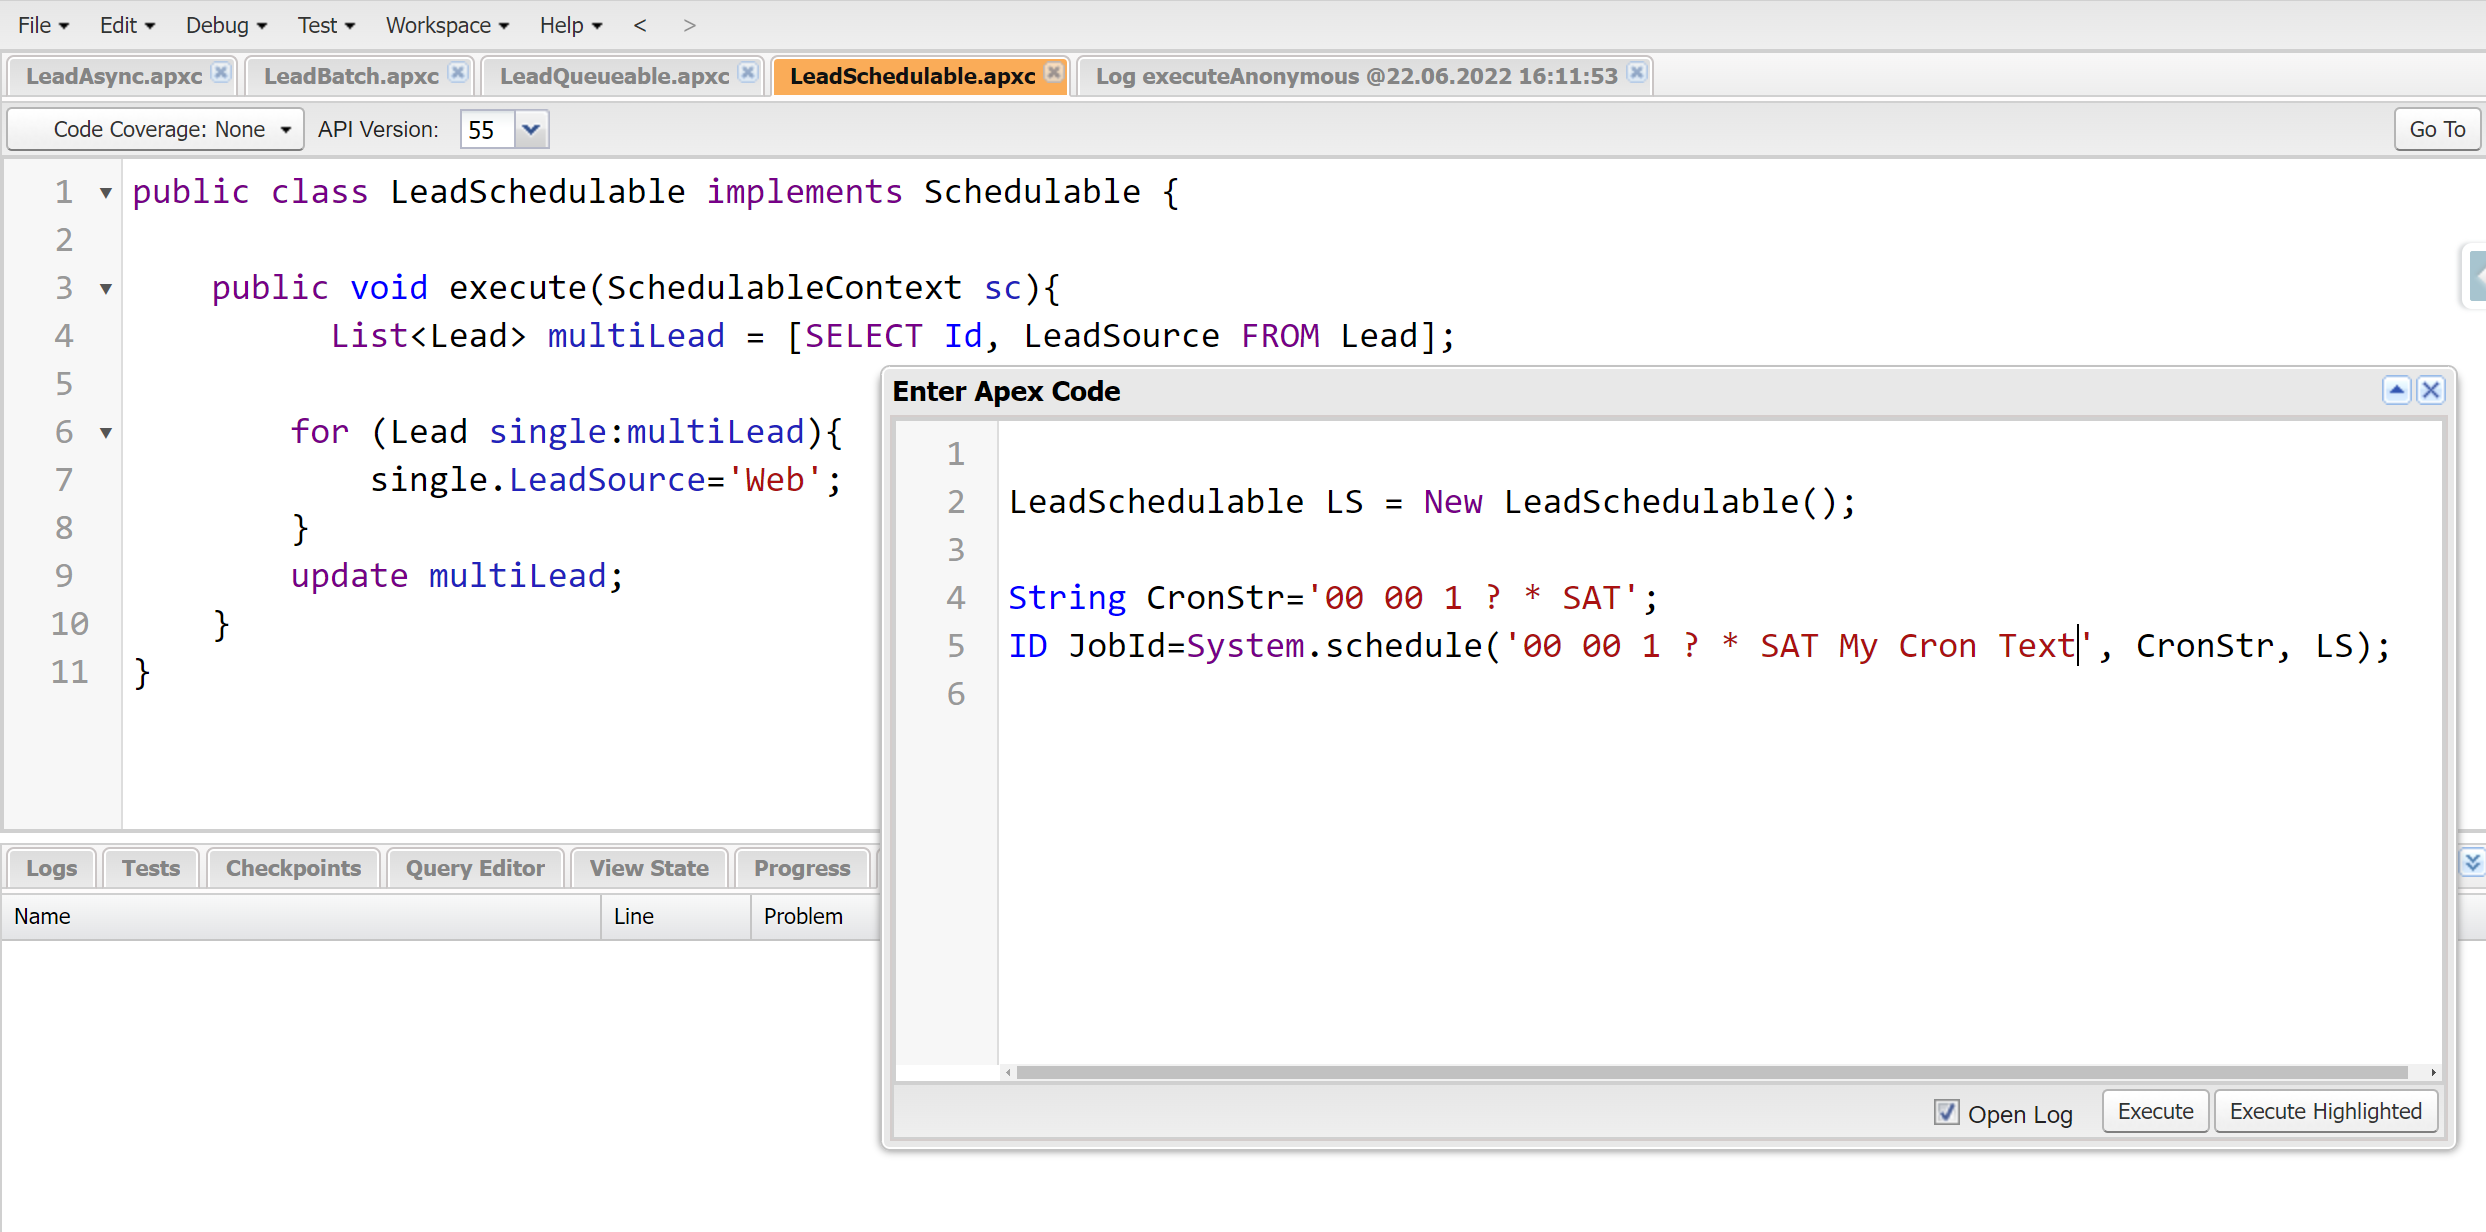 File Edit Debug Test Workspace Help < >
LeadAsync.apxc LeadBatch.apxc LeadQueueable.apxc LeadSchedulable.apxc Log executeAnonymous @22.06.2022 16:11:53
Code Coverage: None API Version: 55 Go To
1 public class LeadSchedulable implements Schedulable {
2
3 public void execute(SchedulableContext sc){
4 List<Lead> multiLead = [SELECT Id, LeadSource FROM Lead];
5
6 for (Lead single:multiLead){
7 single.LeadSource='Web';
8 }
9 update multiLead;
10 }
11 }
Enter Apex Code
1
2 LeadSchedulable LS = New LeadSchedulable();
3
4 String CronStr='00 00 1 ? * SAT';
5 ID JobId=System.schedule('00 00 1 ? * SAT My Cron Text', CronStr, LS);
6
Open Log Execute Execute Highlighted
Logs Tests Checkpoints Query Editor View State Progress
Name Line Problem